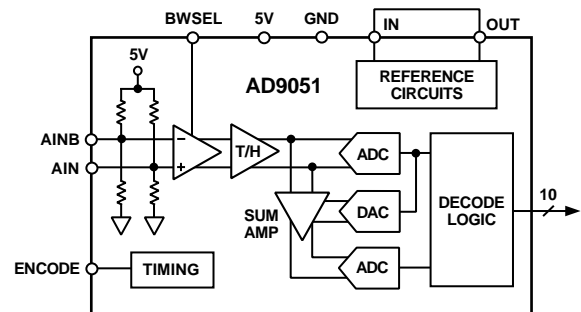 BWSEL 5V GND IN OUT
5V
AD9051
REFERENCE
CIRCUITS
AINB
AIN
−
+
T/H
ADC
SUM
AMP
DAC
ADC
DECODE
LOGIC
10
ENCODE
TIMING